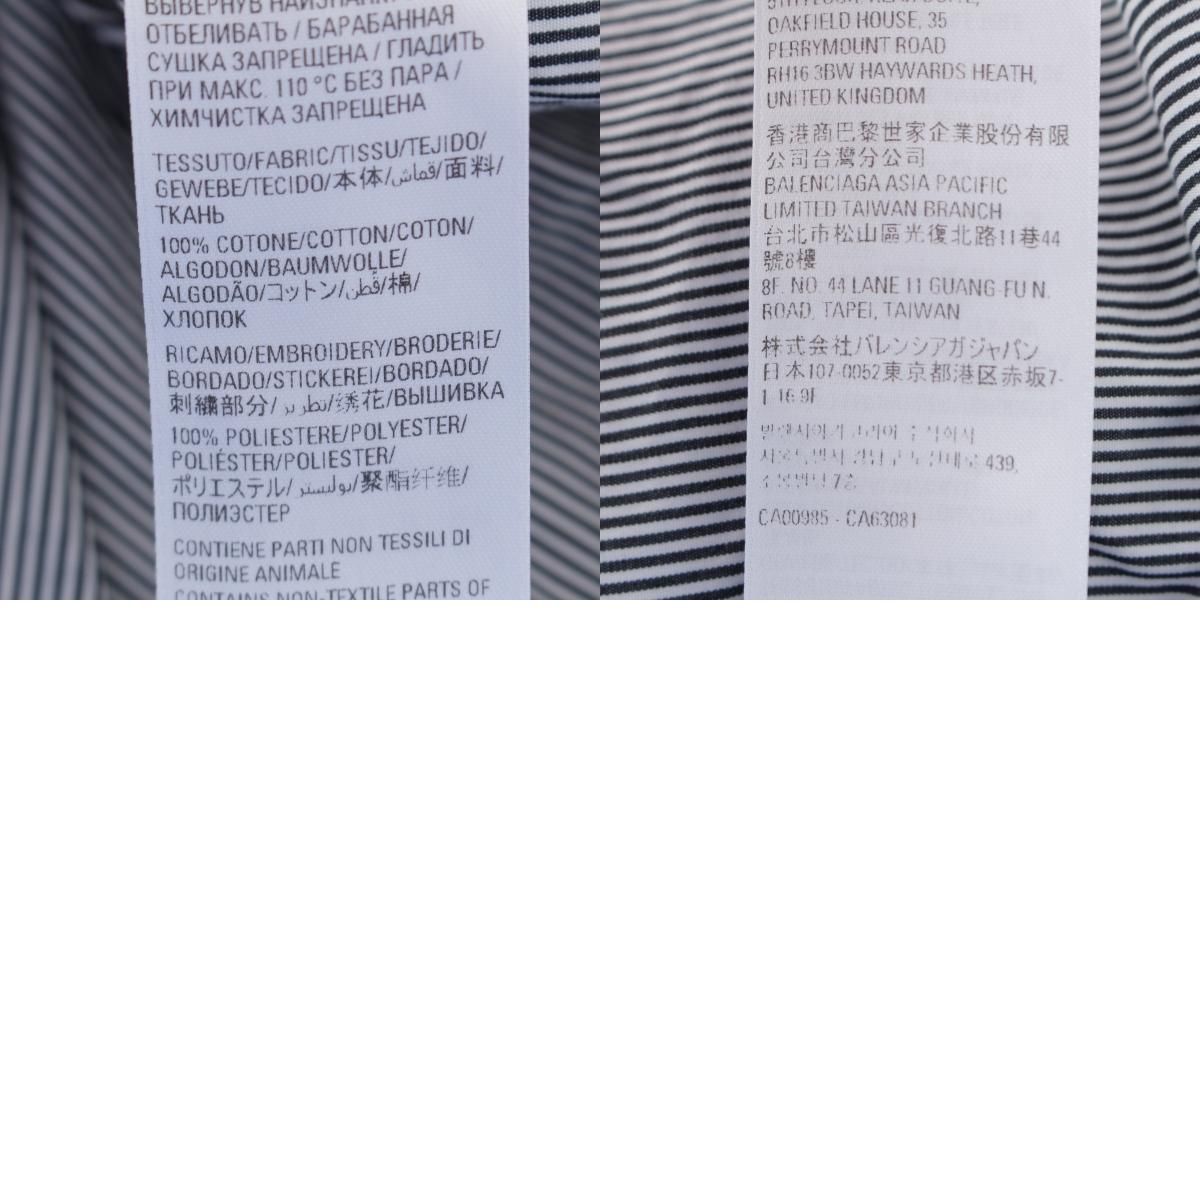 ВЫВЕРНУВ НАИЗНАНКУ
ОТБЕЛИВАТЬ / БАРАБАННАЯ
СУШКА ЗАПРЕЩЕНА / ГЛАДИТЬ
ПРИ МАКС. 110 °C БЕЗ ПАРА /
ХИМЧИСТКА ЗАПРЕЩЕНА
TESSUTO/FABRIC/TISSU/TEJIDO/
GEWEBE/TECIDO/本体/قماش/面料/
ТКАНЬ
100% COTONE/COTTON/COTON/
ALGODON/BAUMWOLLE/
ALGODÃO/コットン/قطن/棉/
ХЛОПОК
RICAMO/EMBROIDERY/BRODERIE/
BORDADO/STICKEREI/BORDADO/
刺繍部分/تطريز/绣花/ВЫШИВКА
100% POLIESTERE/POLYESTER/
POLIÉSTER/POLIESTER/
ポリエステル/بوليستر/聚酯纤维/
ПОЛИЭСТЕР
CONTIENE PARTI NON TESSILI DI
ORIGINE ANIMALE
CONTAINS NON-TEXTILE PARTS OF
OAKFIELD HOUSE, 35
PERRYMOUNT ROAD
RH16 3BW HAYWARDS HEATH,
UNITED KINGDOM
香港商巴黎世家企業股份有限
公司台灣分公司
BALENCIAGA ASIA PACIFIC
LIMITED TAIWAN BRANCH
台北市松山區光復北路11巷44
號8樓
8F. NO. 44 LANE 11 GUANG-FU N.
ROAD, TAPEI, TAIWAN
株式会社バレンシアガジャパン
日本107-0052東京都港区赤坂7-
1-16 9F
439,
CA00985 - CA63081